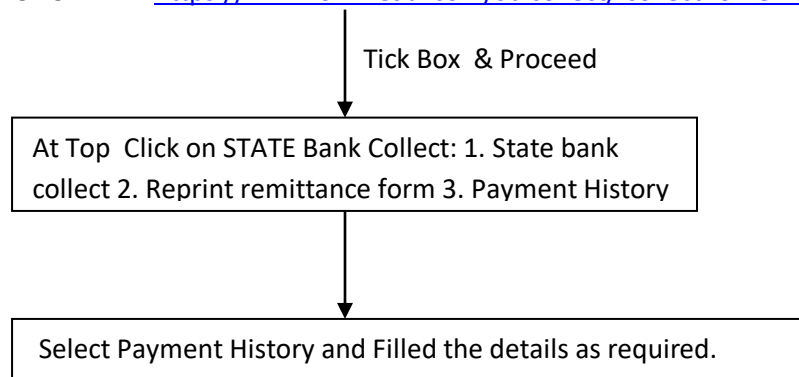 Tick Box & Proceed
At Top Click on STATE Bank Collect: 1. State bank
collect 2. Reprint remittance form 3. Payment History
Select Payment History and Filled the details as required.